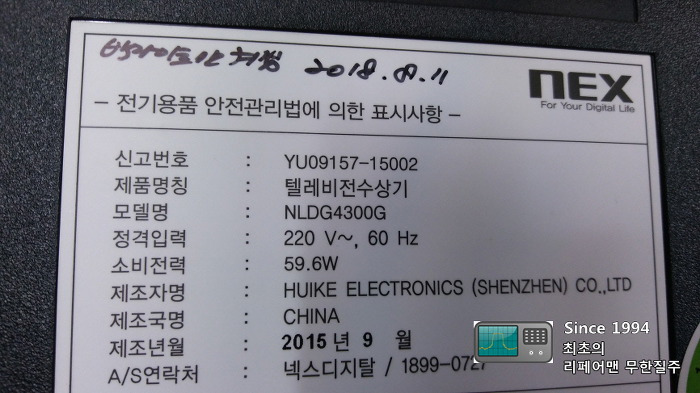 백라이트 2018.8.11
nEX
For Your Digital Life
- 전기용품 안전관리법에 의한 표시사항 -
신고번호 : YU09157-15002
제품명칭 : 텔레비전수상기
모델명 : NLDG4300G
정격입력 : 220 V~, 60 Hz
소비전력 : 59.6W
제조자명 : HUIKE ELECTRONICS (SHENZHEN) CO.,LTD
제조국명 : CHINA
제조년월 : 2015 년 9 월
A/S연락처 : 넥스디지탈 / 1899-0727
Since 1994
최초의
리페어맨 무한질주